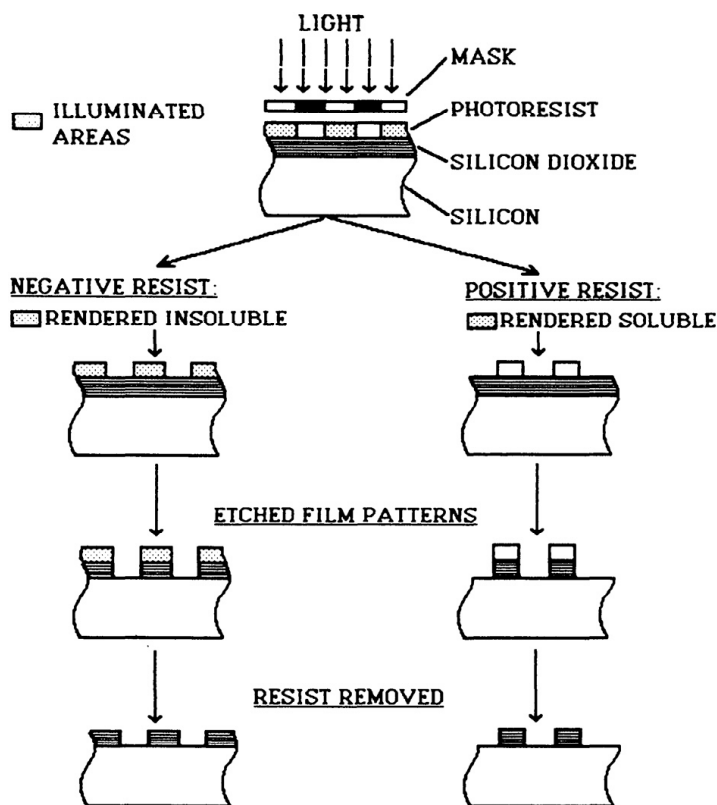 LIGHT
MASK
ILLUMINATED
AREAS
PHOTORESIST
SILICON DIOXIDE
SILICON
NEGATIVE RESIST:
RENDERED INSOLUBLE
POSITIVE RESIST:
RENDERED SOLUBLE
ETCHED FILM PATTERNS
RESIST REMOVED